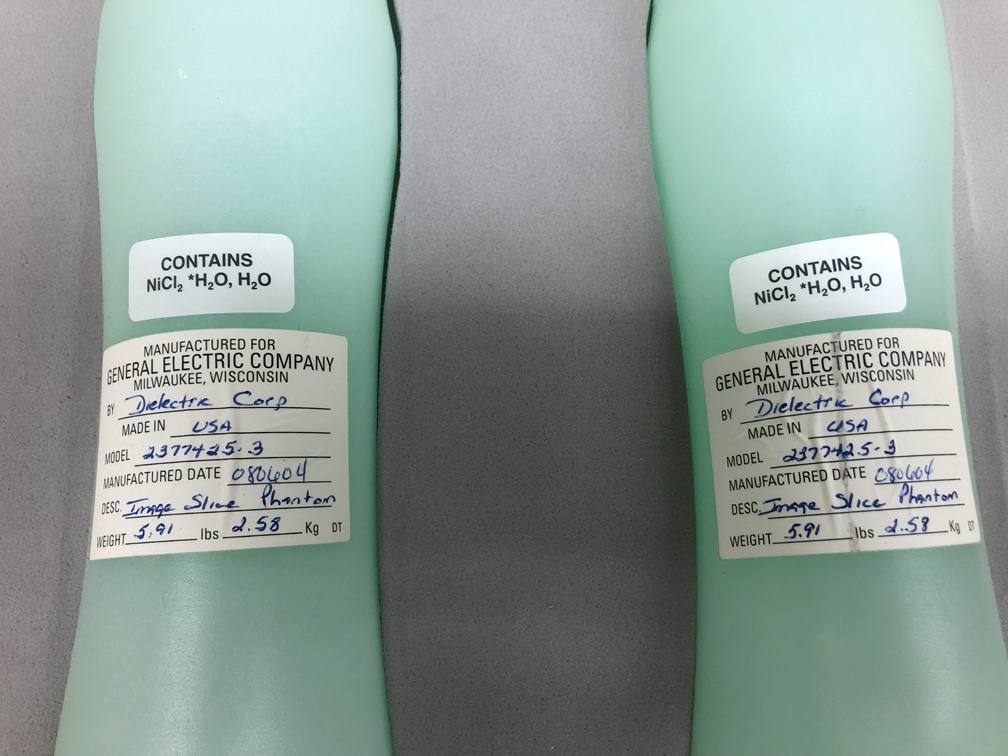 CONTAINS
NiCl₂ *H₂O, H₂O
MANUFACTURED FOR
GENERAL ELECTRIC COMPANY
MILWAUKEE, WISCONSIN
BY Dielectric Corp
MADE IN USA
MODEL 2377425-3
MANUFACTURED DATE 080604
DESC. Image Slice Phantom
WEIGHT 5.91 lbs 2.58 Kg DT
CONTAINS
NiCl₂ *H₂O, H₂O
MANUFACTURED FOR
GENERAL ELECTRIC COMPANY
MILWAUKEE, WISCONSIN
BY Dielectric Corp
MADE IN USA
MODEL 2377425-3
MANUFACTURED DATE 080604
DESC. Image Slice Phantom
WEIGHT 5.91 lbs 2.58 Kg DT